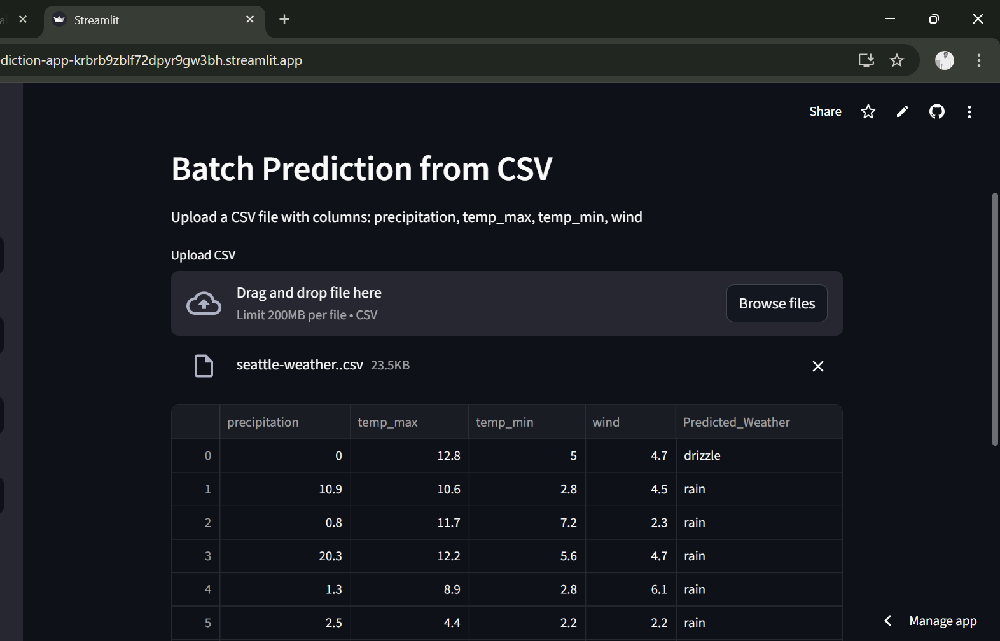 Streamlit
diction-app-krbrb9zblf72dpyr9gw3bh.streamlit.app
Share
Batch Prediction from CSV
Upload a CSV file with columns: precipitation, temp_max, temp_min, wind
Upload CSV
Drag and drop file here
Limit 200MB per file • CSV
Browse files
seattle-weather..csv 23.5KB
precipitation temp_max temp_min wind Predicted_Weather
0 0 12.8 5 4.7 drizzle
1 10.9 10.6 2.8 4.5 rain
2 0.8 11.7 7.2 2.3 rain
3 20.3 12.2 5.6 4.7 rain
4 1.3 8.9 2.8 6.1 rain
5 2.5 4.4 2.2 2.2 rain
Manage app